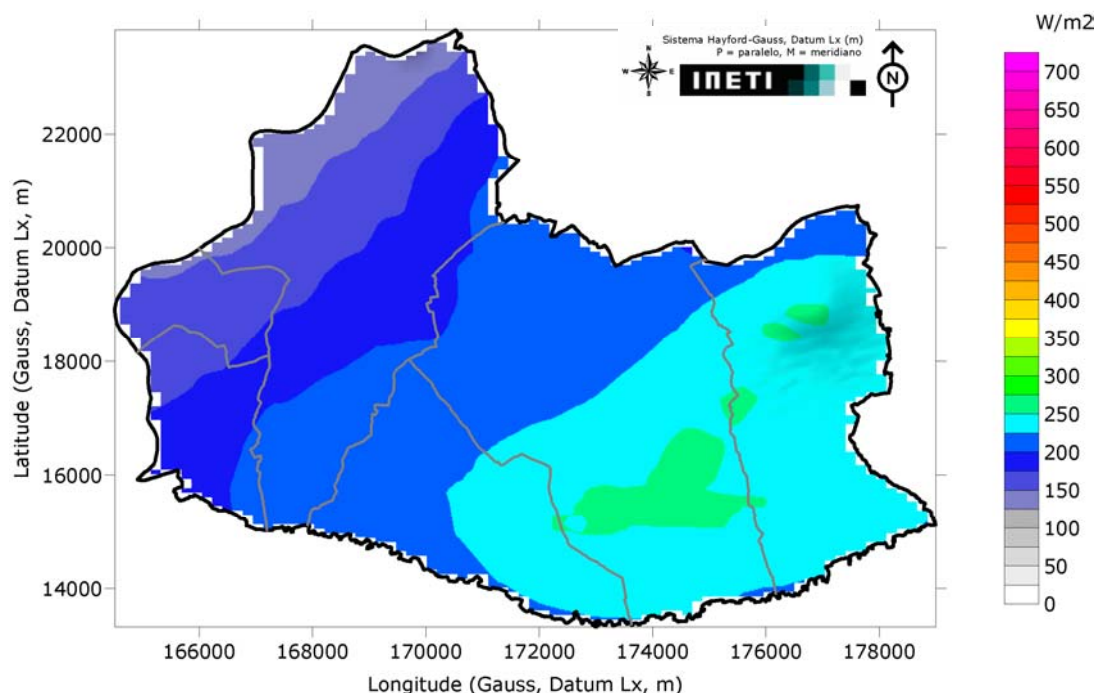 W/m2
Sistema Hayford-Gauss, Datum Lx (m)
P = paralelo, M = meridiano
N
W E
S
INETI
N
700
650
600
550
500
450
400
350
300
250
200
150
100
50
0
Latitude (Gauss, Datum Lx, m)
22000
20000
18000
16000
14000
166000 168000 170000 172000 174000 176000 178000
Longitude (Gauss, Datum Lx, m)